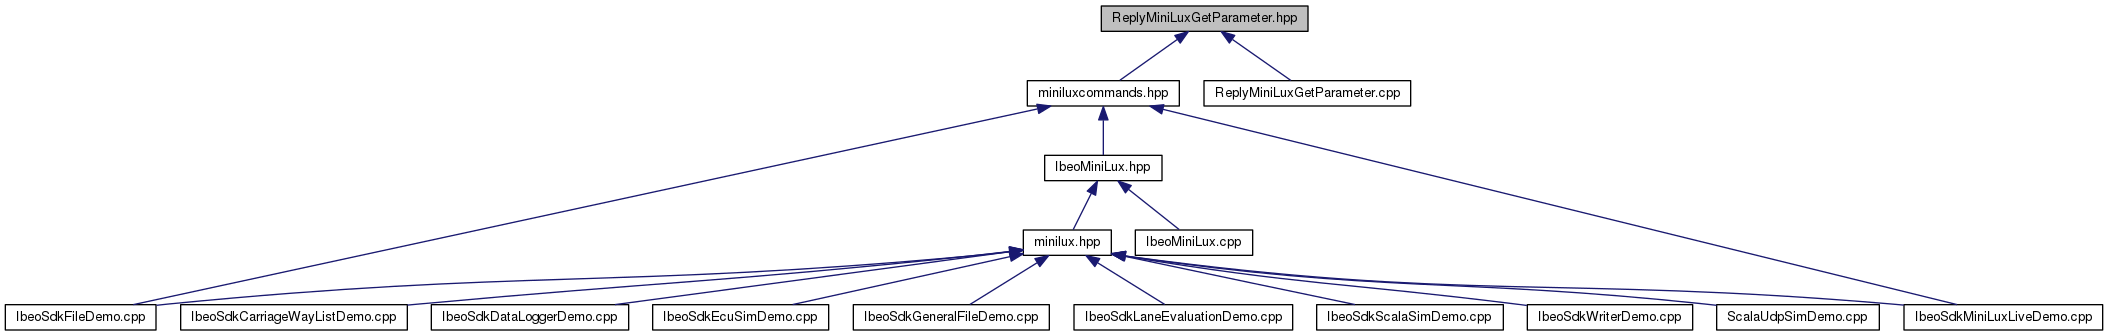 ReplyMiniLuxGetParameter.hpp
miniluxcommands.hpp
ReplyMiniLuxGetParameter.cpp
IbeoMiniLux.hpp
minilux.hpp
IbeoMiniLux.cpp
IbeoSdkFileDemo.cpp
IbeoSdkCarriageWayListDemo.cpp
IbeoSdkDataLoggerDemo.cpp
IbeoSdkEcuSimDemo.cpp
IbeoSdkGeneralFileDemo.cpp
IbeoSdkLaneEvaluationDemo.cpp
IbeoSdkScalaSimDemo.cpp
IbeoSdkWriterDemo.cpp
ScalaUdpSimDemo.cpp
IbeoSdkMiniLuxLiveDemo.cpp